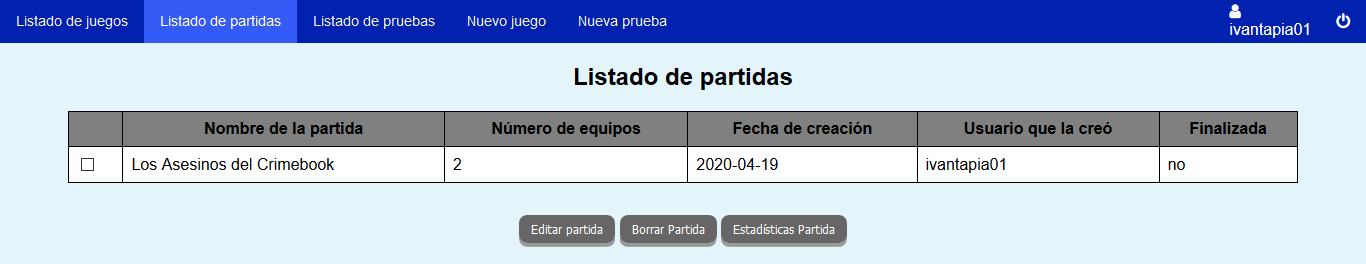 Listado de juegos Listado de partidas Listado de pruebas Nuevo juego Nueva prueba ivantapia01
Listado de partidas
Nombre de la partida Número de equipos Fecha de creación Usuario que la creó Finalizada
Los Asesinos del Crimebook 2 2020-04-19 ivantapia01 no
Editar partida Borrar Partida Estadísticas Partida